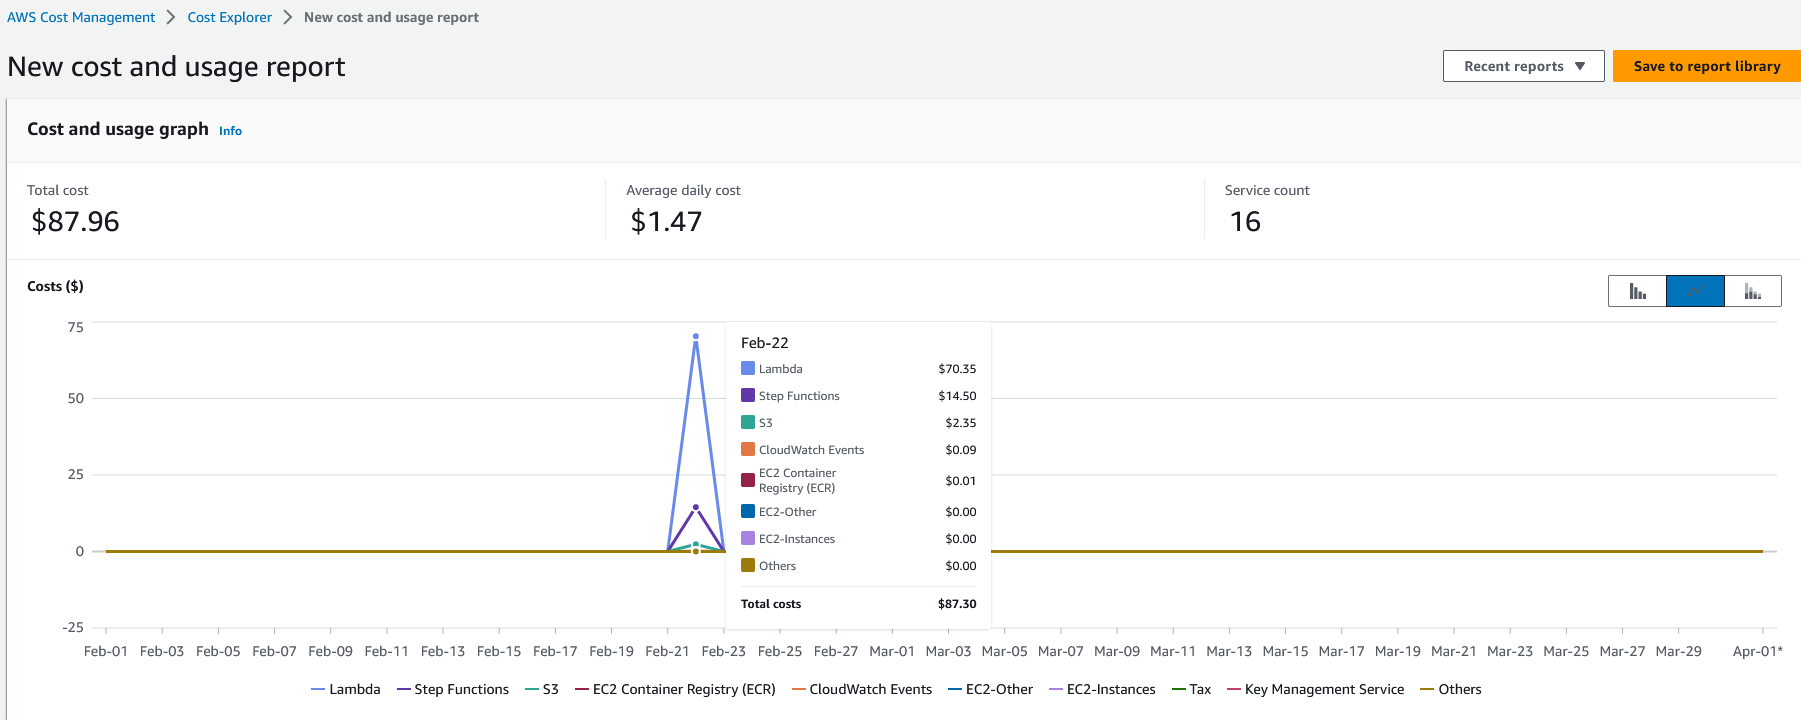 AWS Cost Management > Cost Explorer > New cost and usage report
New cost and usage report
Recent reports ▼
Save to report library
Cost and usage graph Info
Total cost
$87.96
Average daily cost
$1.47
Service count
16
Costs ($)
75
50
25
0
-25
Feb-22
Lambda $70.35
Step Functions $14.50
S3 $2.35
CloudWatch Events $0.09
EC2 Container
Registry (ECR) $0.01
EC2-Other $0.00
EC2-Instances $0.00
Others $0.00
Total costs $87.30
Feb-01 Feb-03 Feb-05 Feb-07 Feb-09 Feb-11 Feb-13 Feb-15 Feb-17 Feb-19 Feb-21 Feb-23 Feb-25 Feb-27 Mar-01 Mar-03 Mar-05 Mar-07 Mar-09 Mar-11 Mar-13 Mar-15 Mar-17 Mar-19 Mar-21 Mar-23 Mar-25 Mar-27 Mar-29 Apr-01*
Lambda Step Functions S3 EC2 Container Registry (ECR) CloudWatch Events EC2-Other EC2-Instances Tax Key Management Service Others